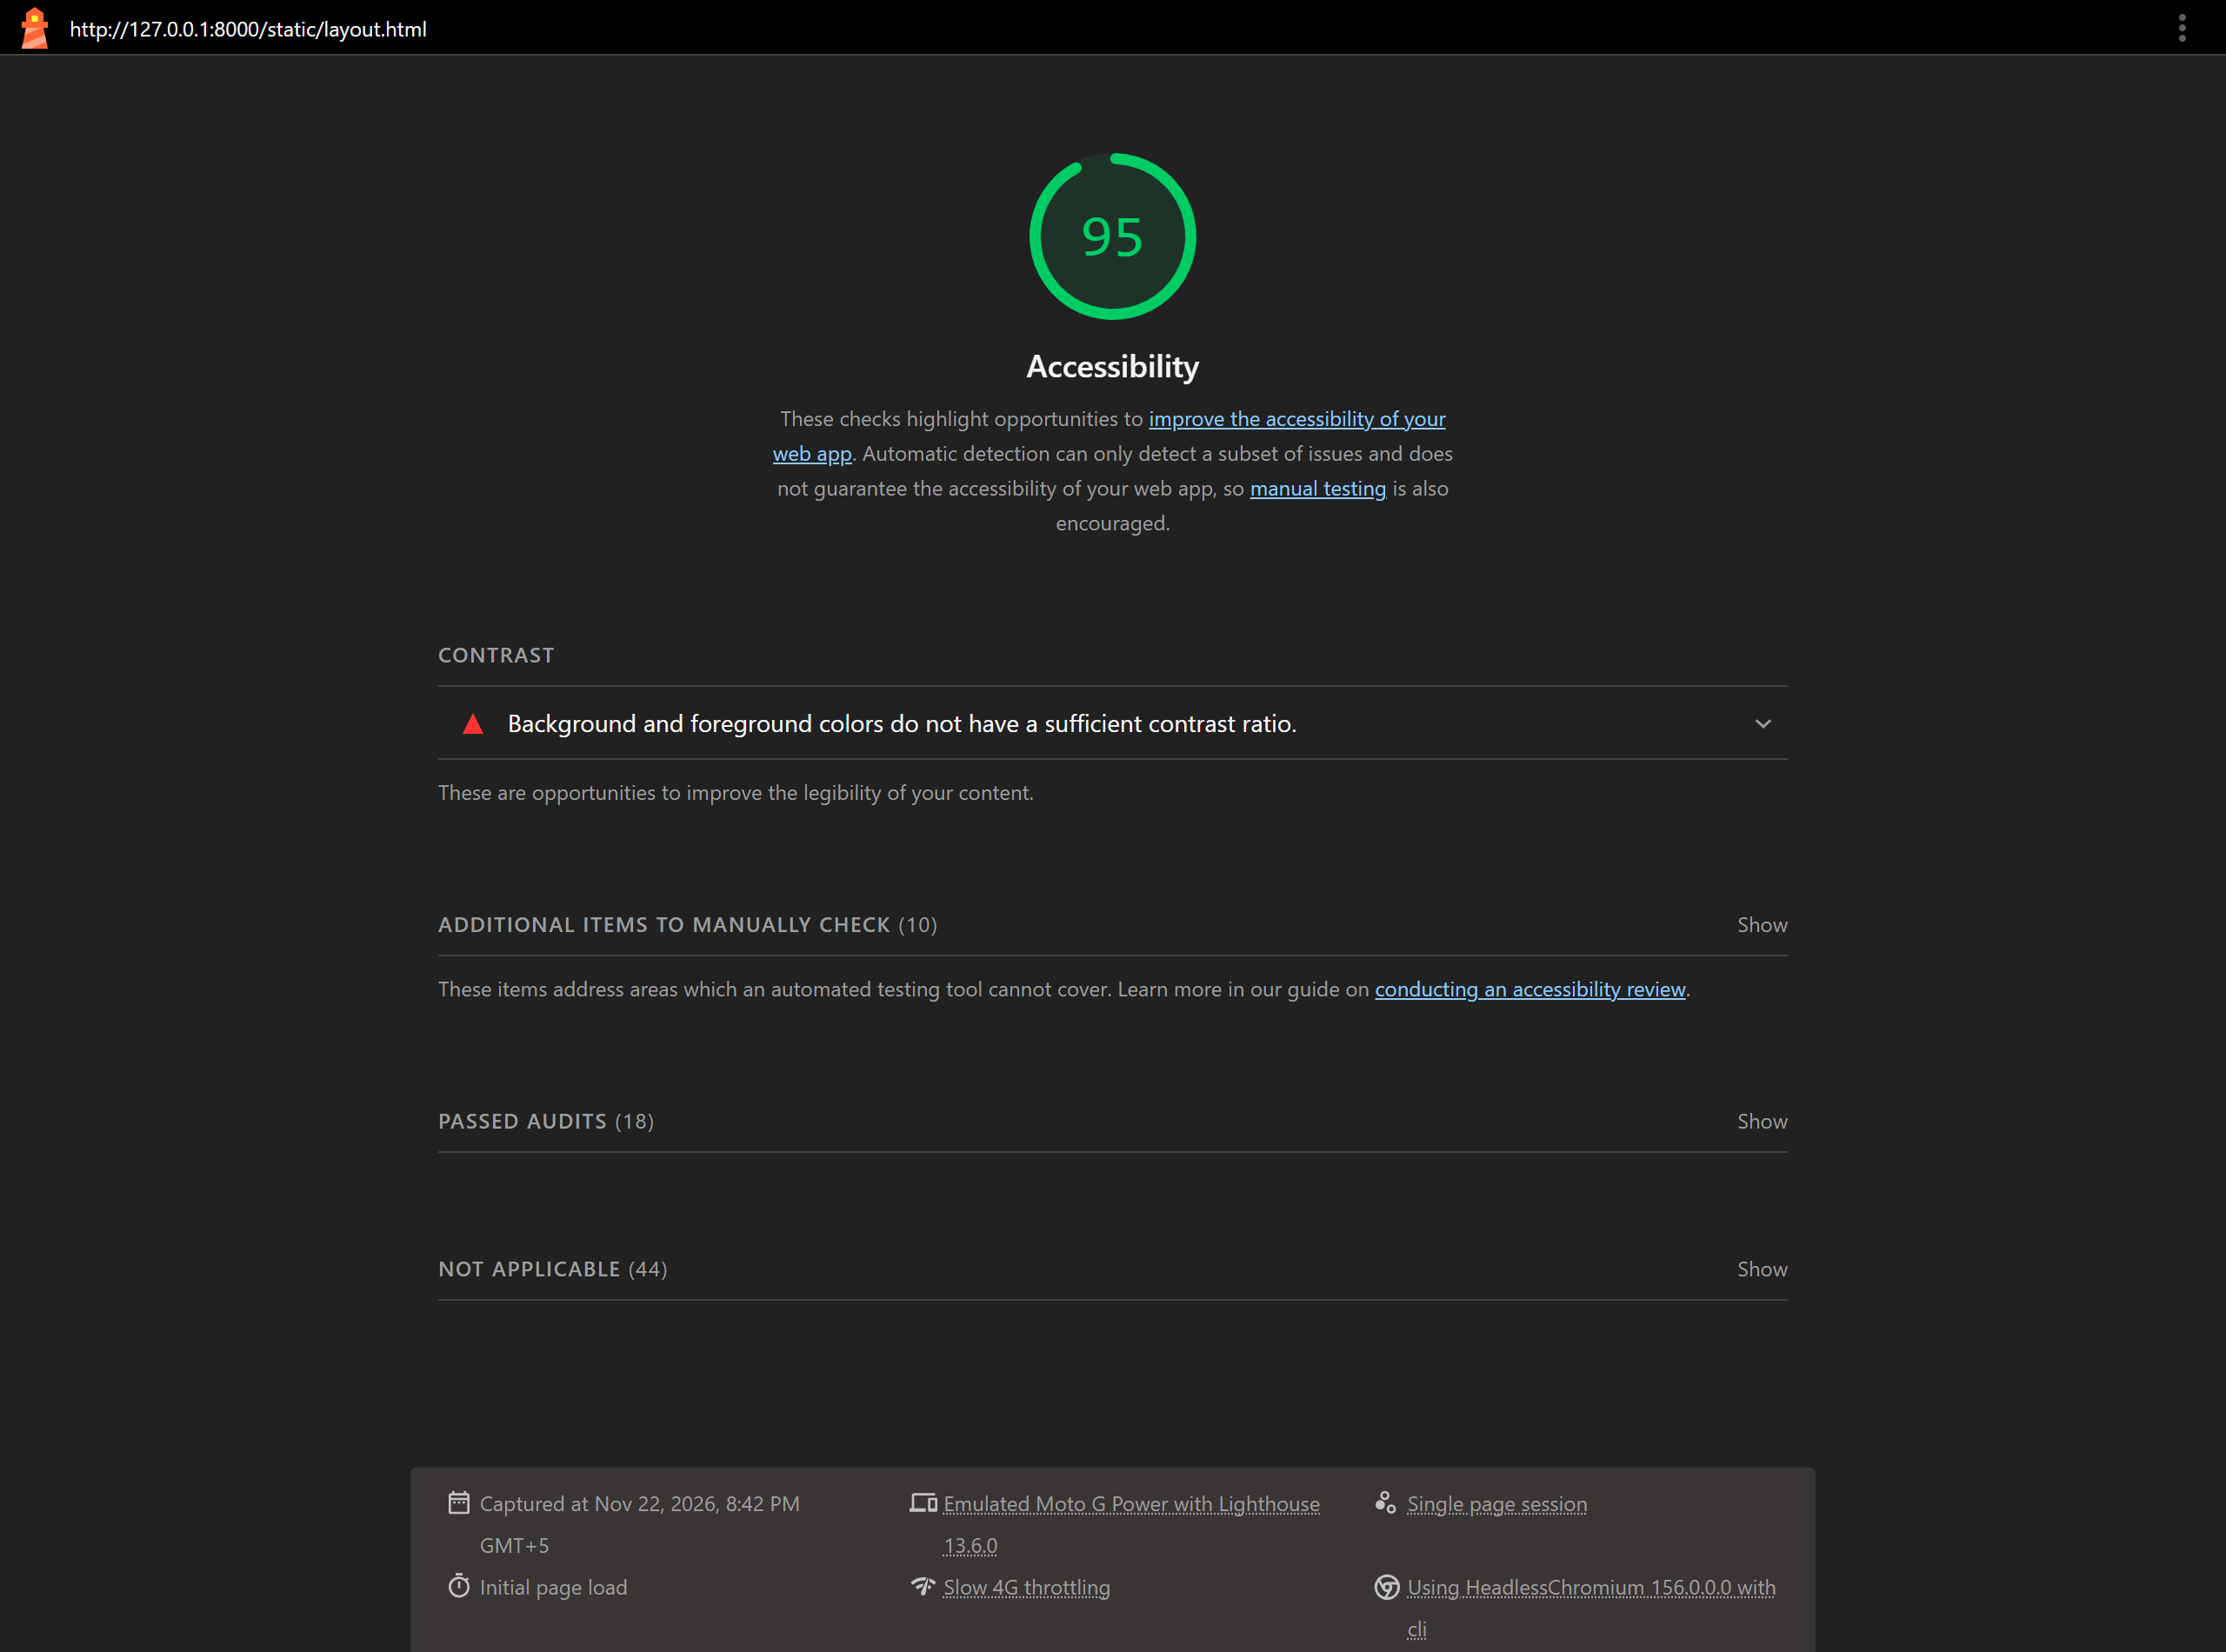 http://127.0.0.1:8000/static/layout.html
95
Accessibility
These checks highlight opportunities to improve the accessibility of your
web app. Automatic detection can only detect a subset of issues and does
not guarantee the accessibility of your web app, so manual testing is also
encouraged.
CONTRAST
Background and foreground colors do not have a sufficient contrast ratio.
These are opportunities to improve the legibility of your content.
ADDITIONAL ITEMS TO MANUALLY CHECK (10) Show
These items address areas which an automated testing tool cannot cover. Learn more in our guide on conducting an accessibility review.
PASSED AUDITS (18) Show
NOT APPLICABLE (44) Show
Captured at Nov 22, 2026, 8:42 PM
GMT+5
Emulated Moto G Power with Lighthouse
13.6.0
Single page session
Initial page load
Slow 4G throttling
Using HeadlessChromium 156.0.0.0 with
cli